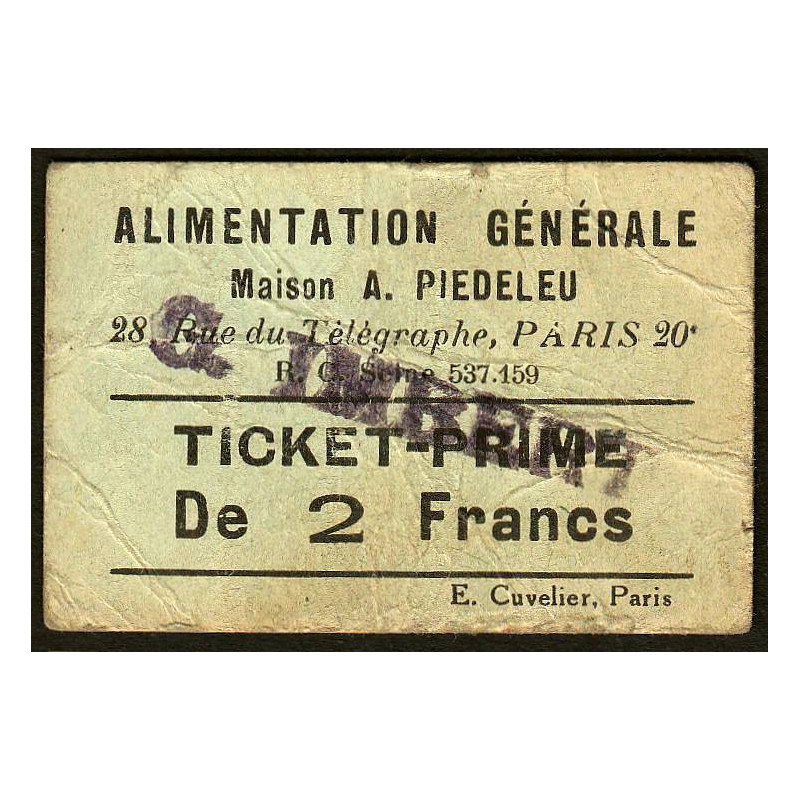 ALIMENTATION GÉNÉRALE
Maison A. PIEDELEU
28, Rue du Télégraphe, PARIS 20e
R. C. Seine 537.159
TICKET-PRIME
De 2 Francs
E. Cuvelier, Paris